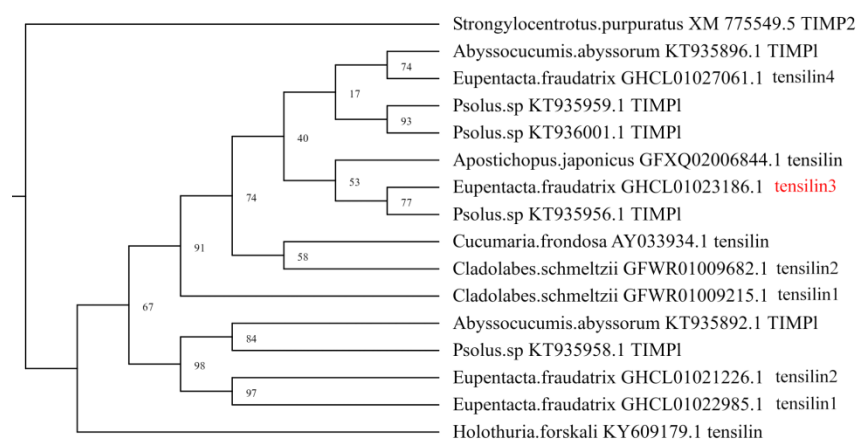 Strongylocentrotus.purpuratus XM 775549.5 TIMP2
Abyssocucumis.abyssorum KT935896.1 TIMPl
74
Eupentacta.fraudatrix GHCL01027061.1 tensilin4
17
Psolus.sp KT935959.1 TIMPl
93
Psolus.sp KT936001.1 TIMPl
40
Apostichopus.japonicus GFXQ02006844.1 tensilin
53
Eupentacta.fraudatrix GHCL01023186.1 tensilin3
74
77
Psolus.sp KT935956.1 TIMPl
Cucumaria.frondosa AY033934.1 tensilin
91
58
Cladolabes.schmeltzii GFWR01009682.1 tensilin2
Cladolabes.schmeltzii GFWR01009215.1 tensilin1
67
Abyssocucumis.abyssorum KT935892.1 TIMPl
84
Psolus.sp KT935958.1 TIMPl
98
Eupentacta.fraudatrix GHCL01021226.1 tensilin2
97
Eupentacta.fraudatrix GHCL01022985.1 tensilin1
Holothuria.forskali KY609179.1 tensilin